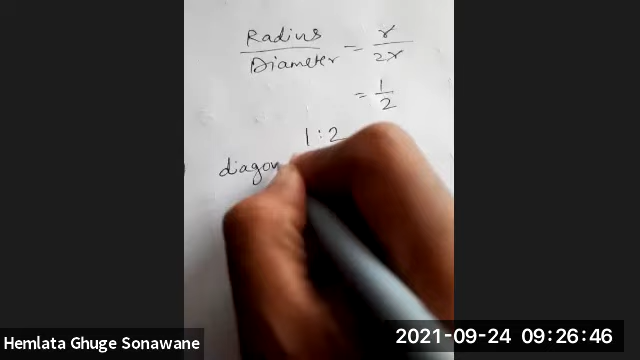 Radius / Diameter = r / 2r
= 1 / 2
1 : 2
diagon
Hemlata Ghuge Sonawane
2021-09-24 09:26:46